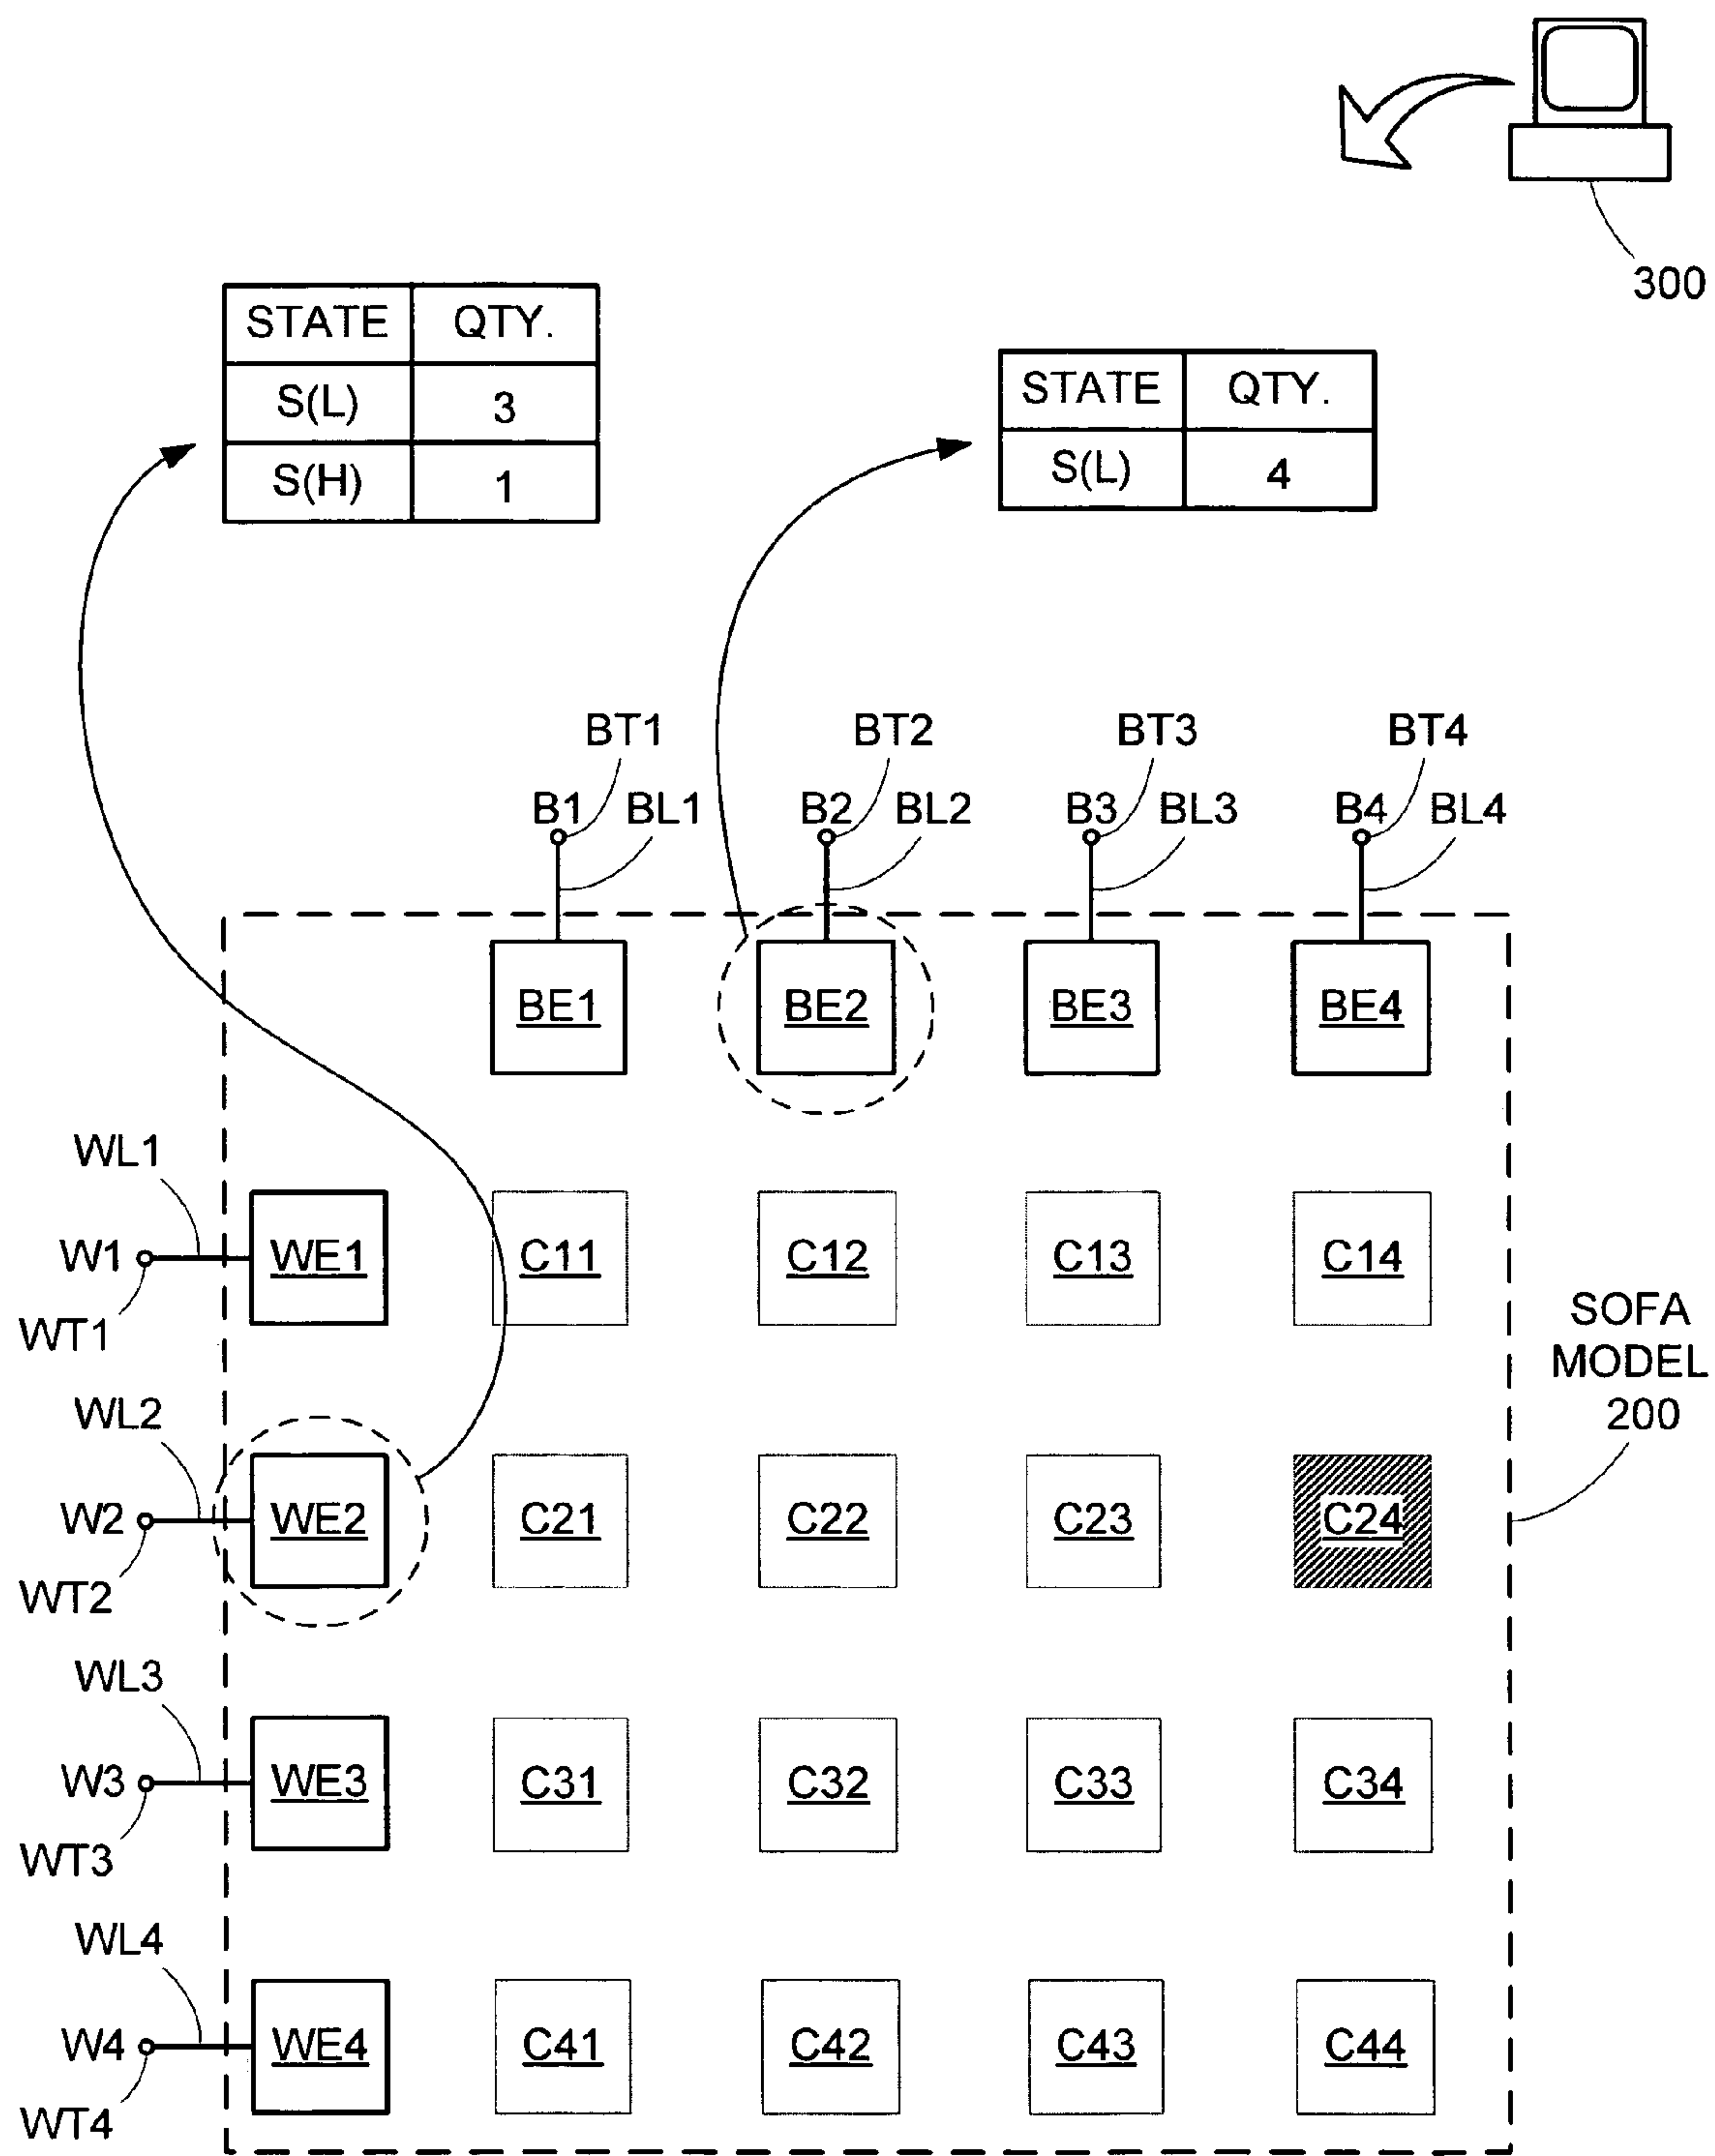 300
STATE QTY.
S(L) 3
S(H) 1
STATE QTY.
S(L) 4
BT1 BT2 BT3 BT4
B1 BL1 B2 BL2 B3 BL3 B4 BL4
BE1 BE2 BE3 BE4
WL1
W1 WE1 C11 C12 C13 C14
WT1
SOFA
MODEL
200
WL2
W2 WE2 C21 C22 C23 C24
WT2
WL3
W3 WE3 C31 C32 C33 C34
WT3
WL4
W4 WE4 C41 C42 C43 C44
WT4